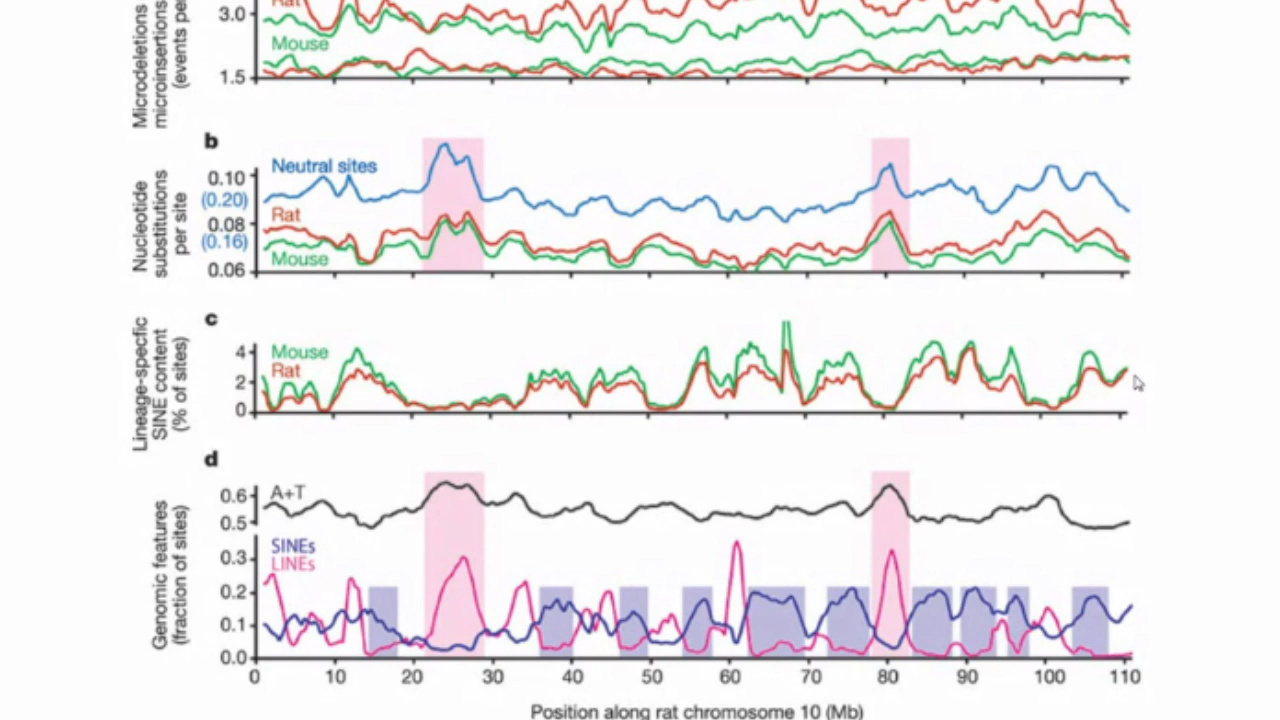 Rat
Microdeletions
microinsertions
(events per
3.0
Mouse
1.5
b
Neutral sites
Nucleotide
substitutions
per site
0.10
(0.20)
Rat
0.08
(0.16)
Mouse
0.06
c
Lineage-specfic
SINE content
(% of sites)
Mouse
4
Rat
2
0
d
Genomic features
(fraction of sites)
A+T
0.6
0.5
SINEs
LINEs
0.3
0.2
0.1
0.0
0 10 20 30 40 50 60 70 80 90 100 110
Position along rat chromosome 10 (Mb)